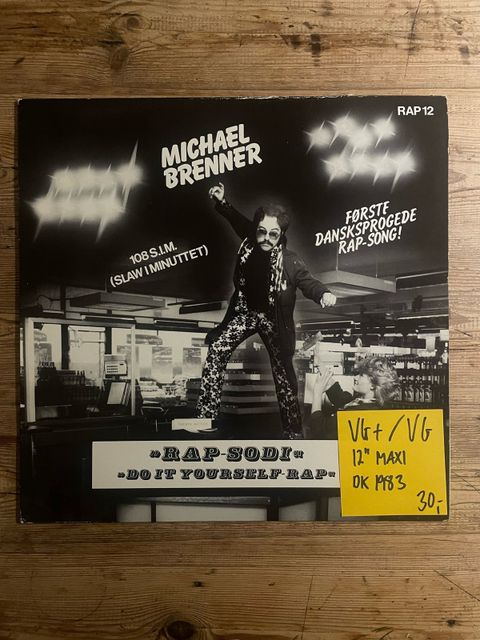 RAP 12
MICHAEL
BRENNER
FØRSTE
DANSKSPROGEDE
RAP-SONG!
108 S.I.M.
(SLAW I MINUTTET)
»RAP-SODI«
»DO IT YOURSELF-RAP«
VG+/VG
12" MAXI
DK 1983
30,-